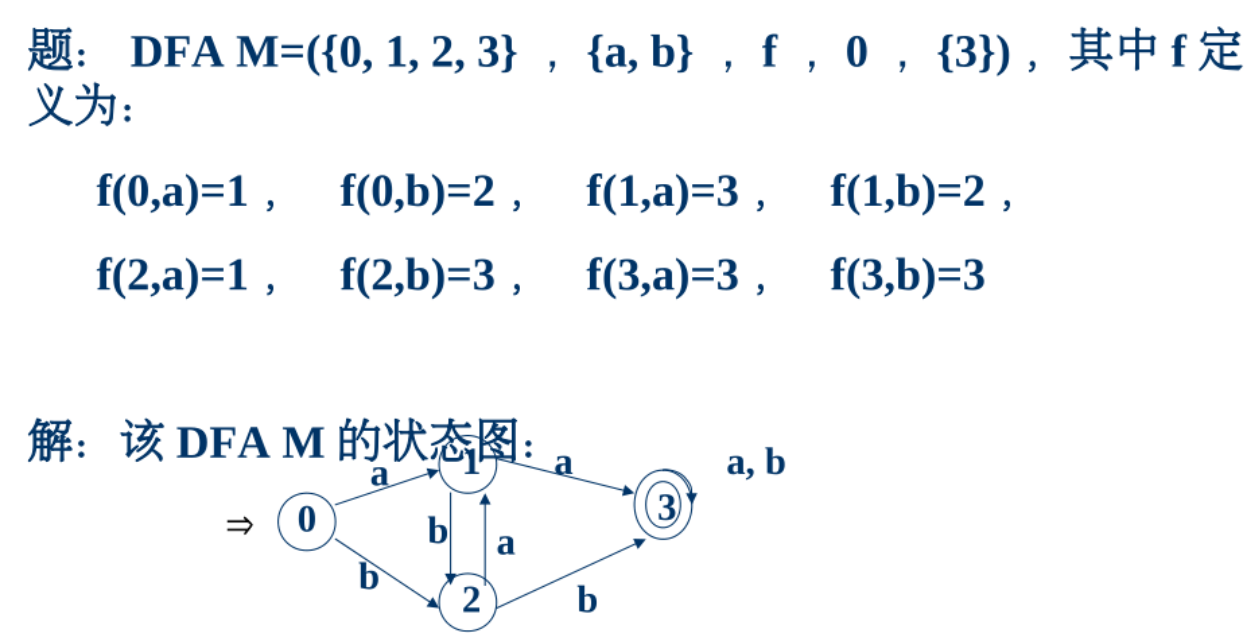 题: DFA M=({0, 1, 2, 3} , {a, b} , f , 0 , {3}) , 其中 f 定
义为:
f(0,a)=1 , f(0,b)=2 , f(1,a)=3 , f(1,b)=2 ,
f(2,a)=1 , f(2,b)=3 , f(3,a)=3 , f(3,b)=3
解: 该 DFA M 的状态图:
a 1 a a, b
⇒ 0 b a 3
b 2 b